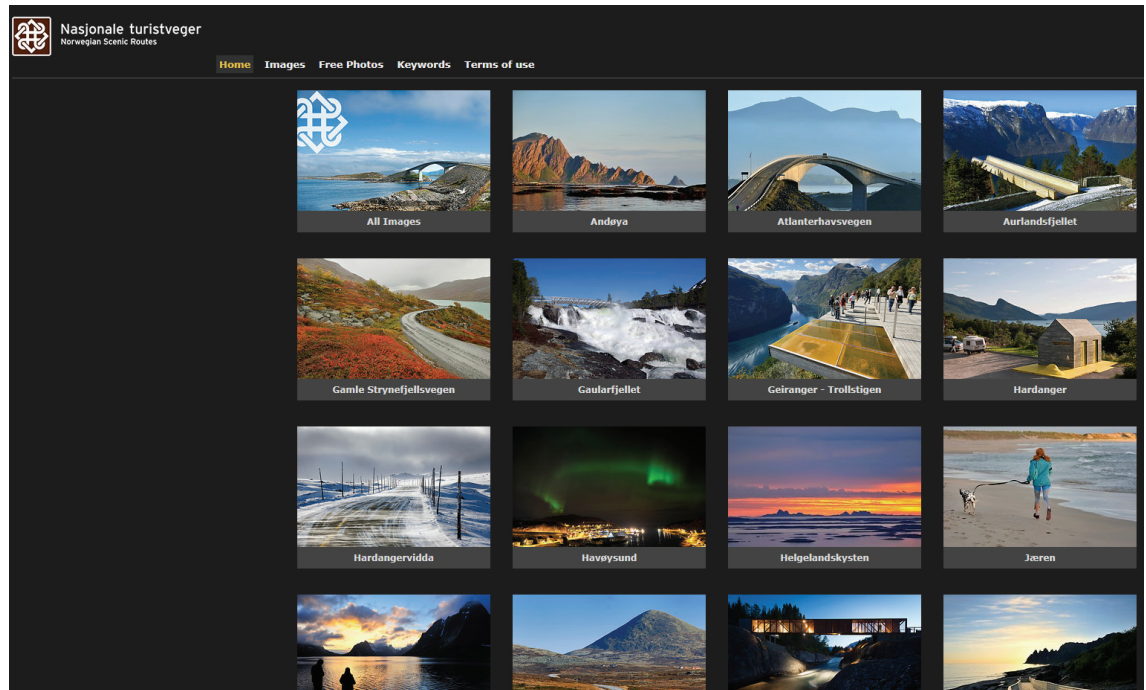 Nasjonale turistveger
Norwegian Scenic Routes
Home Images Free Photos Keywords Terms of use
All Images Andøya Atlanterhavsvegen Aurlandsfjellet
Gamle Strynefjellsvegen Gaularfjellet Geiranger - Trollstigen Hardanger
Hardangervidda Havøysund Helgelandskysten Jæren